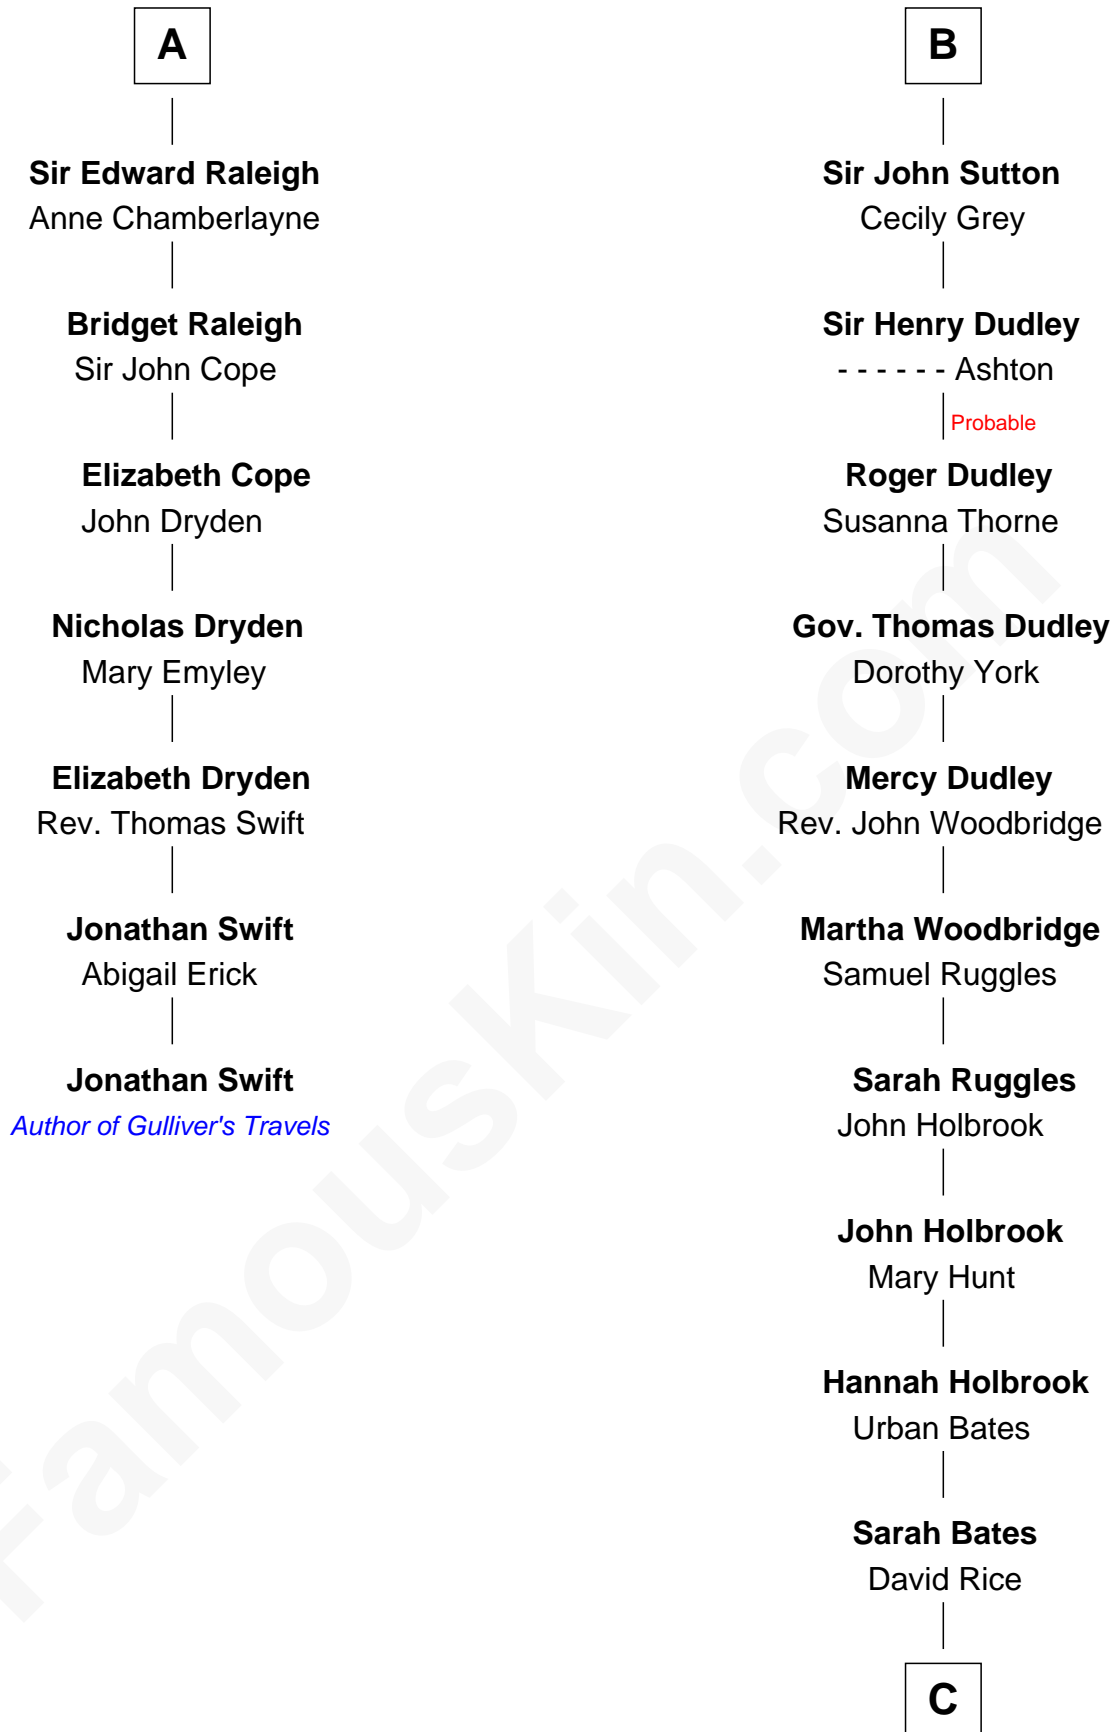 A
Sir Edward Raleigh
Anne Chamberlayne
Bridget Raleigh
Sir John Cope
Elizabeth Cope
John Dryden
Nicholas Dryden
Mary Emyley
Elizabeth Dryden
Rev. Thomas Swift
Jonathan Swift
Abigail Erick
Jonathan Swift
Author of Gulliver's Travels
B
Sir John Sutton
Cecily Grey
Sir Henry Dudley
- - - - - - Ashton
Probable
Roger Dudley
Susanna Thorne
Gov. Thomas Dudley
Dorothy York
Mercy Dudley
Rev. John Woodbridge
Martha Woodbridge
Samuel Ruggles
Sarah Ruggles
John Holbrook
John Holbrook
Mary Hunt
Hannah Holbrook
Urban Bates
Sarah Bates
David Rice
C
FamousKin.com